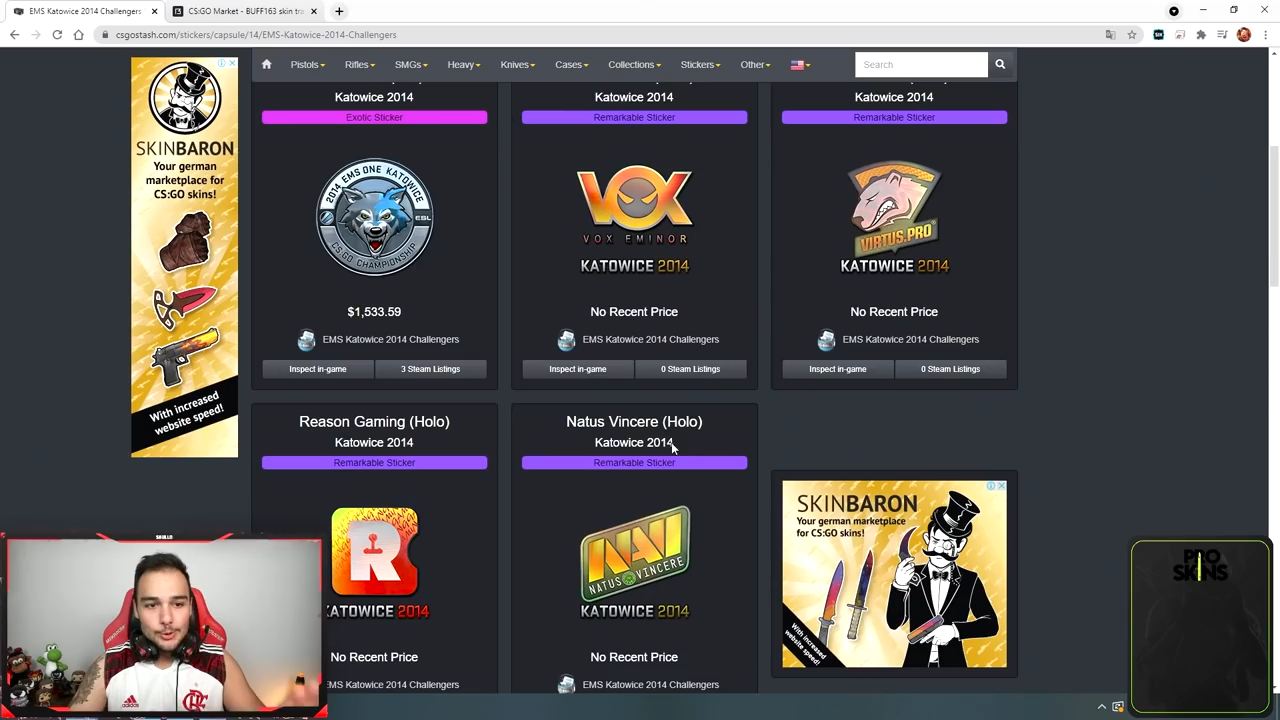 EMS Katowice 2014 Challengers
CS:GO Market - BUFF163 skin tra
csgostash.com/stickers/capsule/14/EMS-Katowice-2014-Challengers
Pistols
Rifles
SMGs
Heavy
Knives
Cases
Collections
Stickers
Other
Search
Katowice 2014
Exotic Sticker
2014 EMS ONE KATOWICE
ESL
CS:GO CHAMPIONSHIP
$1,533.59
EMS Katowice 2014 Challengers
Inspect in-game
3 Steam Listings
Katowice 2014
Remarkable Sticker
VOX
VOX EMINOR
KATOWICE 2014
No Recent Price
EMS Katowice 2014 Challengers
Inspect in-game
0 Steam Listings
Katowice 2014
Remarkable Sticker
VIRTUS.PRO
KATOWICE 2014
No Recent Price
EMS Katowice 2014 Challengers
Inspect in-game
0 Steam Listings
SKINBARON
Your german
marketplace for
CS:GO skins!
With increased
website speed!
Reason Gaming (Holo)
Katowice 2014
Remarkable Sticker
R
KATOWICE 2014
No Recent Price
EMS Katowice 2014 Challengers
Natus Vincere (Holo)
Katowice 2014
Remarkable Sticker
NAVI
NATUS VINCERE
KATOWICE 2014
No Recent Price
EMS Katowice 2014 Challengers
SKINBARON
Your german marketplace
for CS:GO skins!
With increased
website speed!
PRO
SKINS